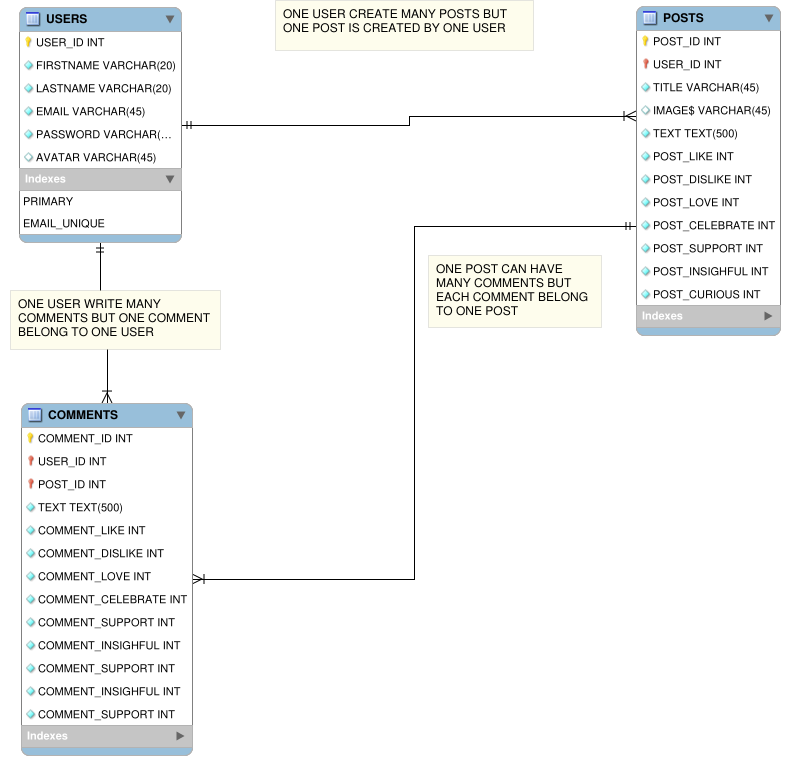 USERS
USER_ID INT
FIRSTNAME VARCHAR(20)
LASTNAME VARCHAR(20)
EMAIL VARCHAR(45)
PASSWORD VARCHAR(...
AVATAR VARCHAR(45)
Indexes
PRIMARY
EMAIL_UNIQUE
ONE USER CREATE MANY POSTS BUT
ONE POST IS CREATED BY ONE USER
POSTS
POST_ID INT
USER_ID INT
TITLE VARCHAR(45)
IMAGE$ VARCHAR(45)
TEXT TEXT(500)
POST_LIKE INT
POST_DISLIKE INT
POST_LOVE INT
POST_CELEBRATE INT
POST_SUPPORT INT
POST_INSIGHFUL INT
POST_CURIOUS INT
Indexes
ONE POST CAN HAVE
MANY COMMENTS BUT
EACH COMMENT BELONG
TO ONE POST
ONE USER WRITE MANY
COMMENTS BUT ONE COMMENT
BELONG TO ONE USER
COMMENTS
COMMENT_ID INT
USER_ID INT
POST_ID INT
TEXT TEXT(500)
COMMENT_LIKE INT
COMMENT_DISLIKE INT
COMMENT_LOVE INT
COMMENT_CELEBRATE INT
COMMENT_SUPPORT INT
COMMENT_INSIGHFUL INT
COMMENT_SUPPORT INT
COMMENT_INSIGHFUL INT
COMMENT_SUPPORT INT
Indexes